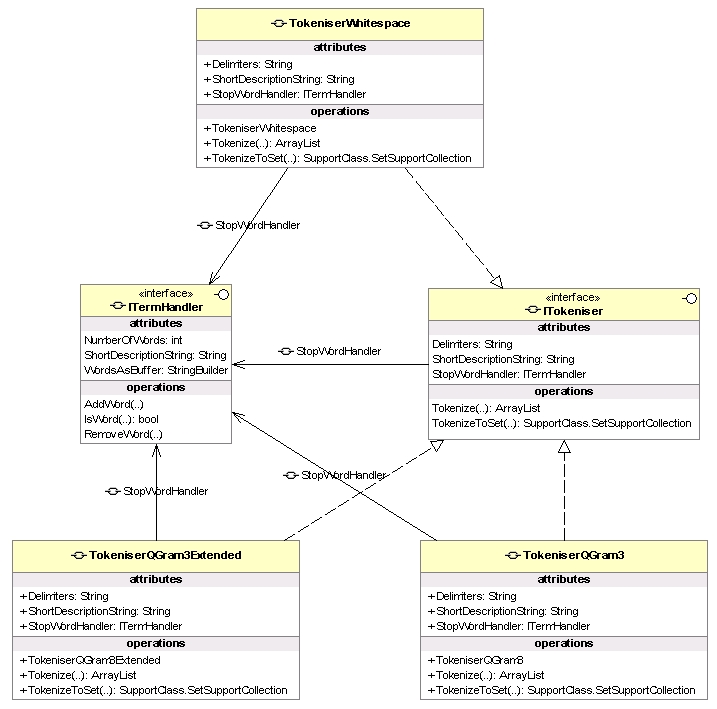 TokeniserWhitespace
attributes
+Delimiters: String
+ShortDescriptionString: String
+StopWordHandler: ITermHandler
operations
+TokeniserWhitespace
+Tokenize(..): ArrayList
+TokenizeToSet(..): SupportClass.SetSupportCollection
StopWordHandler
«interface»
ITermHandler
attributes
NumberOfWords: int
ShortDescriptionString: String
WordsAsBuffer: StringBuilder
operations
AddWord(..)
IsWord(..): bool
RemoveWord(..)
StopWordHandler
«interface»
ITokeniser
attributes
Delimiters: String
ShortDescriptionString: String
StopWordHandler: ITermHandler
operations
Tokenize(..): ArrayList
TokenizeToSet(..): SupportClass.SetSupportCollection
StopWordHandler
StopWordHandler
TokeniserQGram3Extended
attributes
+Delimiters: String
+ShortDescriptionString: String
+StopWordHandler: ITermHandler
operations
+TokeniserQGram3Extended
+Tokenize(..): ArrayList
+TokenizeToSet(..): SupportClass.SetSupportCollection
TokeniserQGram3
attributes
+Delimiters: String
+ShortDescriptionString: String
+StopWordHandler: ITermHandler
operations
+TokeniserQGram3
+Tokenize(..): ArrayList
+TokenizeToSet(..): SupportClass.SetSupportCollection